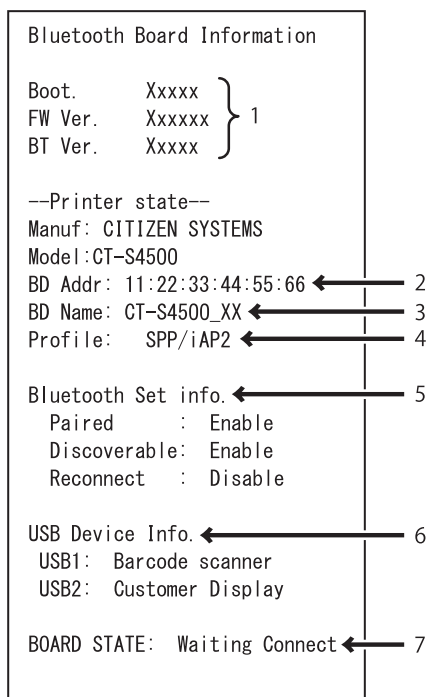 Bluetooth Board Information
Boot. Xxxxx
FW Ver. Xxxxxx 1
BT Ver. Xxxxx
--Printer state--
Manuf: CITIZEN SYSTEMS
Model:CT-S4500
BD Addr: 11:22:33:44:55:66 2
BD Name: CT-S4500_XX 3
Profile: SPP/iAP2 4
Bluetooth Set info. 5
Paired : Enable
Discoverable: Enable
Reconnect : Disable
USB Device Info. 6
USB1: Barcode scanner
USB2: Customer Display
BOARD STATE: Waiting Connect 7